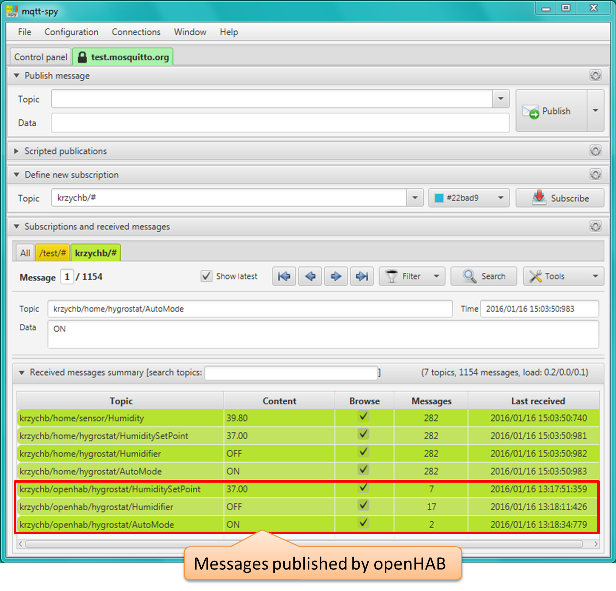 mqtt-spy
File Configuration Connections Window Help
Control panel test.mosquitto.org
Publish message
Topic
Data
Publish
Scripted publications
Define new subscription
Topic krzychb/# #22bad9 Subscribe
Subscriptions and received messages
All /test/# krzychb/#
Message 1 / 1154 Show latest Filter Search Tools
Topic krzychb/home/hygrostat/AutoMode Time 2016/01/16 15:03:50:983
Data ON
Received messages summary [search topics: ] (7 topics, 1154 messages, load: 0.2/0.0/0.1)
Topic Content Browse Messages Last received
krzychb/home/sensor/Humidity 39.80 282 2016/01/16 15:03:50:740
krzychb/home/hygrostat/HumiditySetPoint 37.00 282 2016/01/16 15:03:50:981
krzychb/home/hygrostat/Humidifier OFF 282 2016/01/16 15:03:50:982
krzychb/home/hygrostat/AutoMode ON 282 2016/01/16 15:03:50:983
krzychb/openhab/hygrostat/HumiditySetPoint 37.00 7 2016/01/16 13:17:51:359
krzychb/openhab/hygrostat/Humidifier OFF 17 2016/01/16 13:18:11:426
krzychb/openhab/hygrostat/AutoMode ON 2 2016/01/16 13:18:34:779
Messages published by openHAB